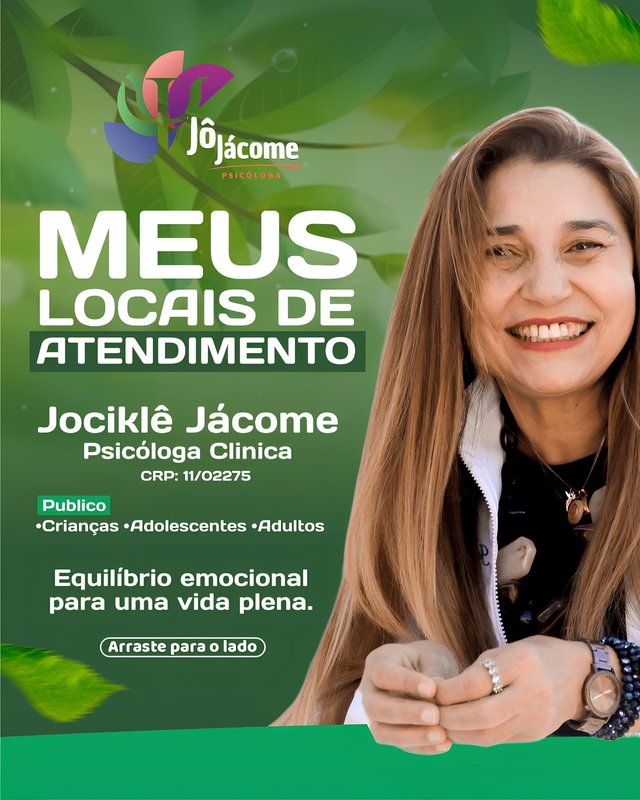 Jô
Jácome
PSICÓLOGA
MEUS
LOCAIS DE
ATENDIMENTO
Jociklê Jácome
Psicóloga Clinica
CRP: 11/02275
Publico
•Crianças •Adolescentes •Adultos
Equilíbrio emocional
para uma vida plena.
Arraste para o lado